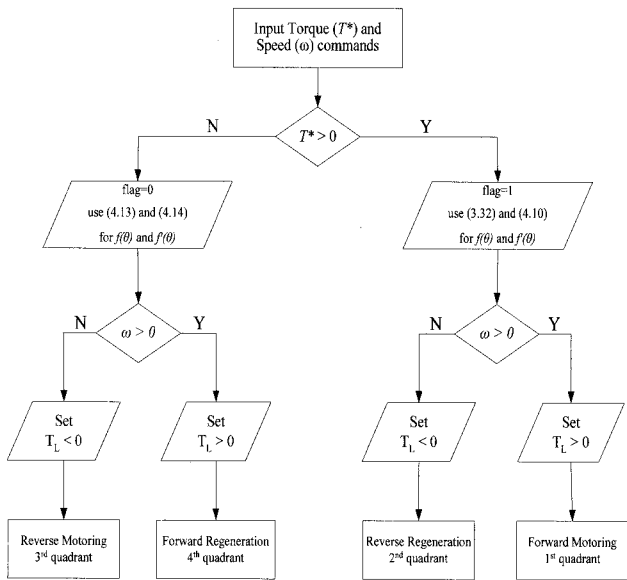 Input Torque (T*) and
Speed (ω) commands
N
T* > 0
Y
flag=0
use (4.13) and (4.14)
for f(θ) and f'(θ)
flag=1
use (3.32) and (4.10)
for f(θ) and f'(θ)
N
ω > 0
Y
N
ω > 0
Y
Set
T_L < 0
Set
T_L > 0
Set
T_L < 0
Set
T_L > 0
Reverse Motoring
3rd quadrant
Forward Regeneration
4th quadrant
Reverse Regeneration
2nd quadrant
Forward Motoring
1st quadrant